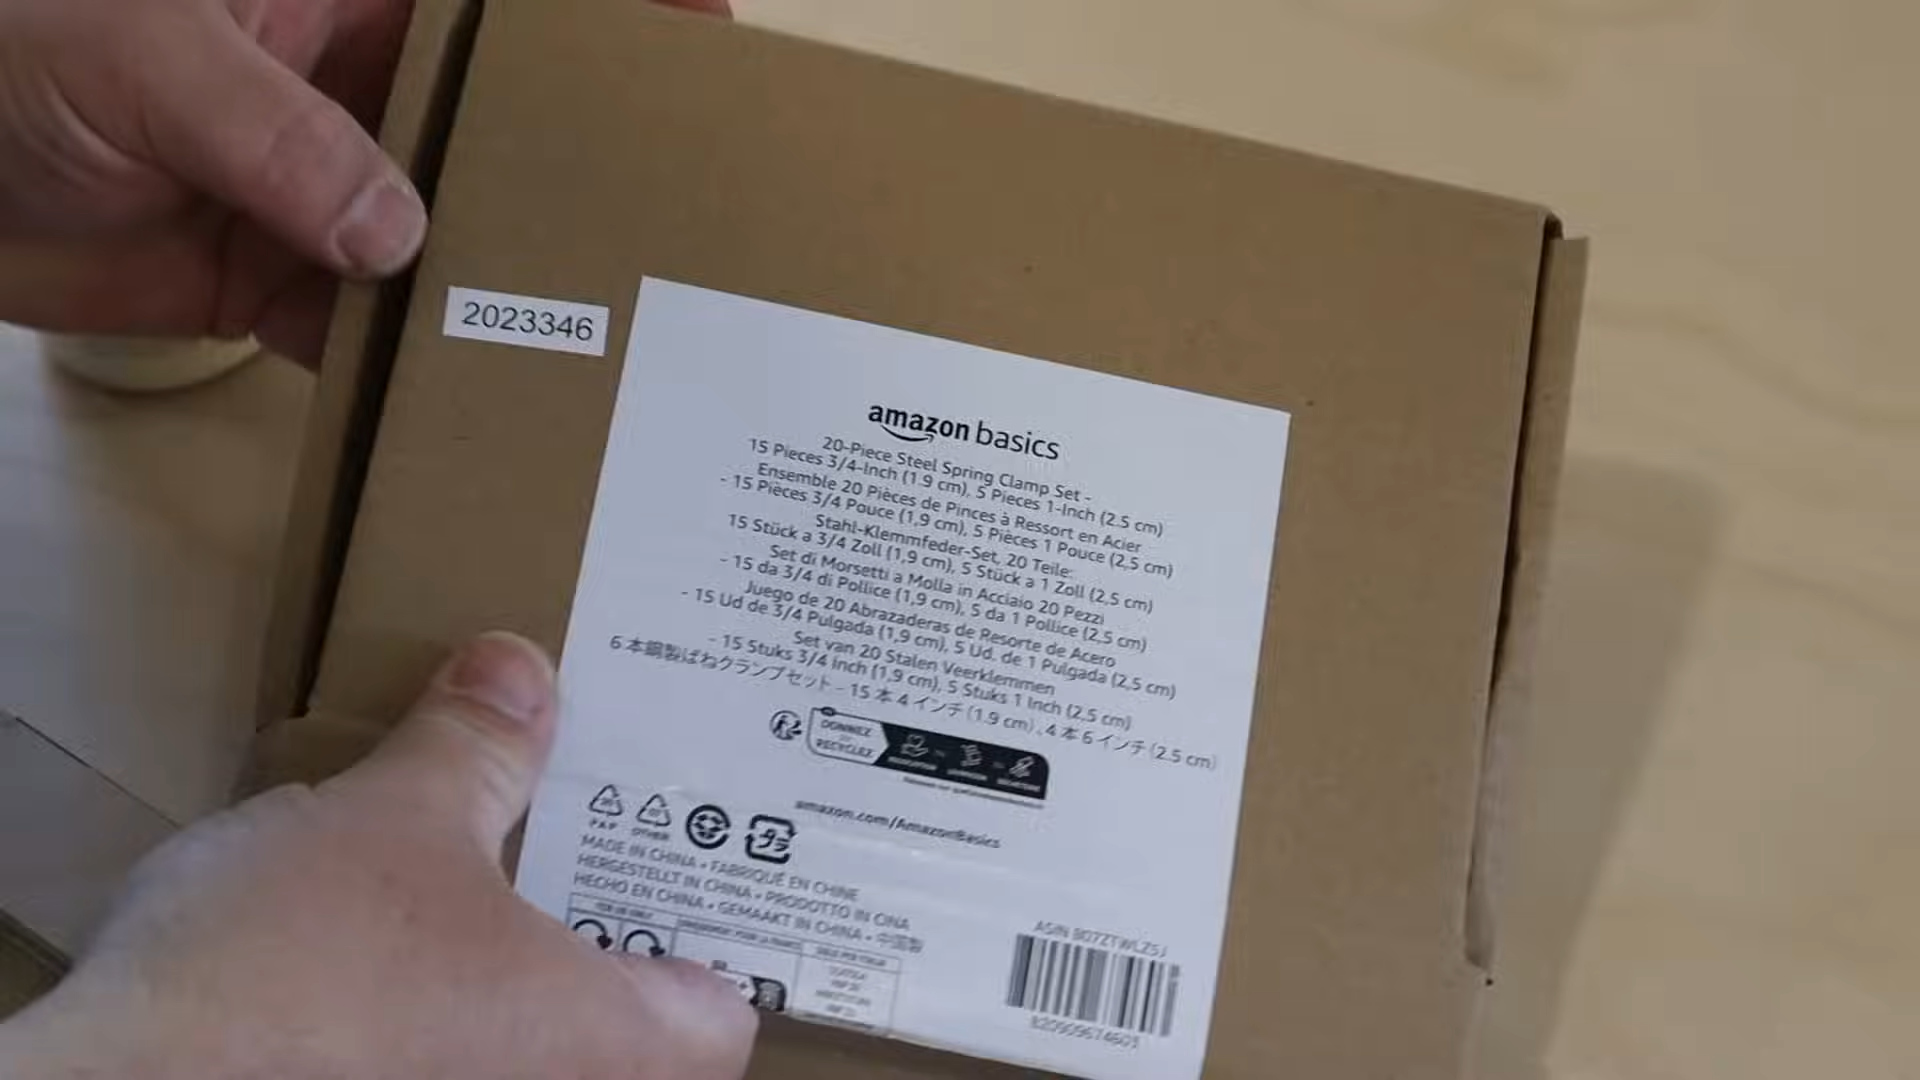 2023346
amazon basics
20-Piece Steel Spring Clamp Set -
15 Pieces 3/4-Inch (1.9 cm), 5 Pieces 1-Inch (2.5 cm)
Ensemble 20 Pièces de Pinces à Ressort en Acier
- 15 Pièces 3/4 Pouce (1,9 cm), 5 Pièces 1 Pouce (2,5 cm)
Stahl-Klemmfeder-Set, 20 Teile:
15 Stück a 3/4 Zoll (1,9 cm), 5 Stück a 1 Zoll (2,5 cm)
Set di Morsetti a Molla in Acciaio 20 Pezzi
- 15 da 3/4 di Pollice (1,9 cm), 5 da 1 Pollice (2,5 cm)
Juego de 20 Abrazaderas de Resorte de Acero
- 15 Ud de 3/4 Pulgada (1,9 cm), 5 Ud. de 1 Pulgada (2,5 cm)
Set van 20 Stalen Veerklemmen
- 15 Stuks 3/4 inch (1,9 cm), 5 Stuks 1 Inch (2,5 cm)
6 本鋼製ばねクランプセット - 15 本 4 インチ (1.9 cm) 、4 本 6 インチ (2.5 cm)
DONNEZ
RECYCLEZ
amazon.com/AmazonBasics
PAP
OTHER
MADE IN CHINA • FABRIQUÉ EN CHINE
HERGESTELLT IN CHINA • PRODOTTO IN CINA
HECHO EN CHINA • GEMAAKT IN CHINA • 中国製
ASIN B07ZTWLZSJ